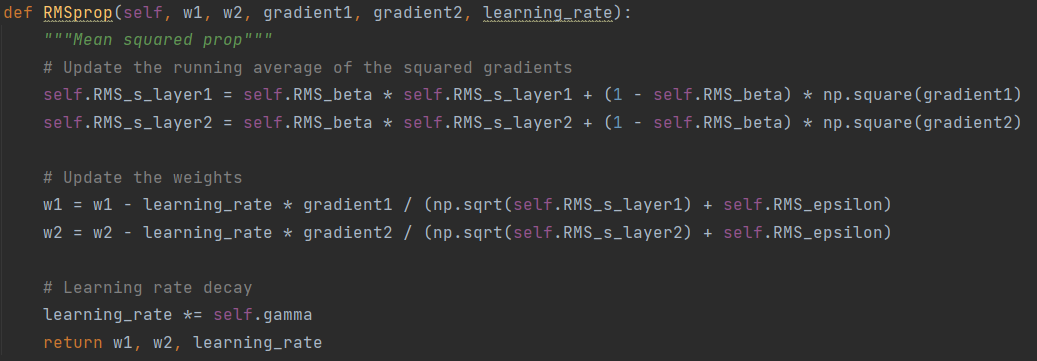 def RMSprop(self, w1, w2, gradient1, gradient2, learning_rate):
"""Mean squared prop"""
# Update the running average of the squared gradients
self.RMS_s_layer1 = self.RMS_beta * self.RMS_s_layer1 + (1 - self.RMS_beta) * np.square(gradient1)
self.RMS_s_layer2 = self.RMS_beta * self.RMS_s_layer2 + (1 - self.RMS_beta) * np.square(gradient2)
# Update the weights
w1 = w1 - learning_rate * gradient1 / (np.sqrt(self.RMS_s_layer1) + self.RMS_epsilon)
w2 = w2 - learning_rate * gradient2 / (np.sqrt(self.RMS_s_layer2) + self.RMS_epsilon)
# Learning rate decay
learning_rate *= self.gamma
return w1, w2, learning_rate